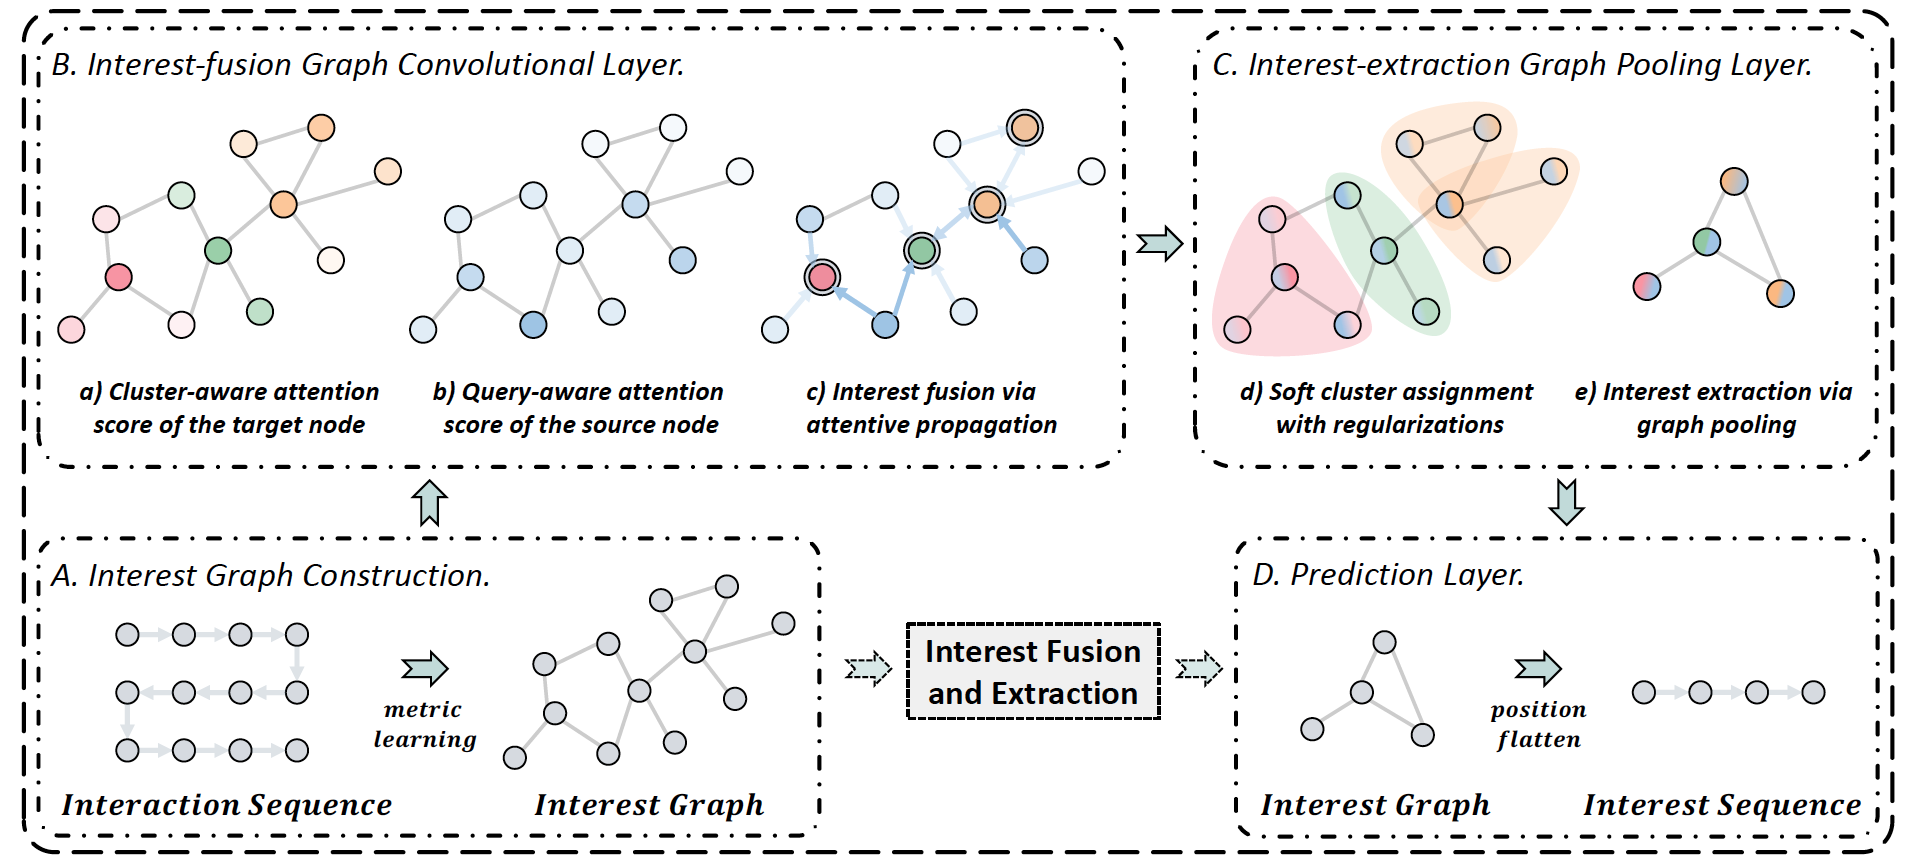 B. Interest-fusion Graph Convolutional Layer.
a) Cluster-aware attention
score of the target node
b) Query-aware attention
score of the source node
c) Interest fusion via
attentive propagation
C. Interest-extraction Graph Pooling Layer.
d) Soft cluster assignment
with regularizations
e) Interest extraction via
graph pooling
A. Interest Graph Construction.
metric
learning
Interaction Sequence
Interest Graph
Interest Fusion
and Extraction
D. Prediction Layer.
position
flatten
Interest Graph
Interest Sequence